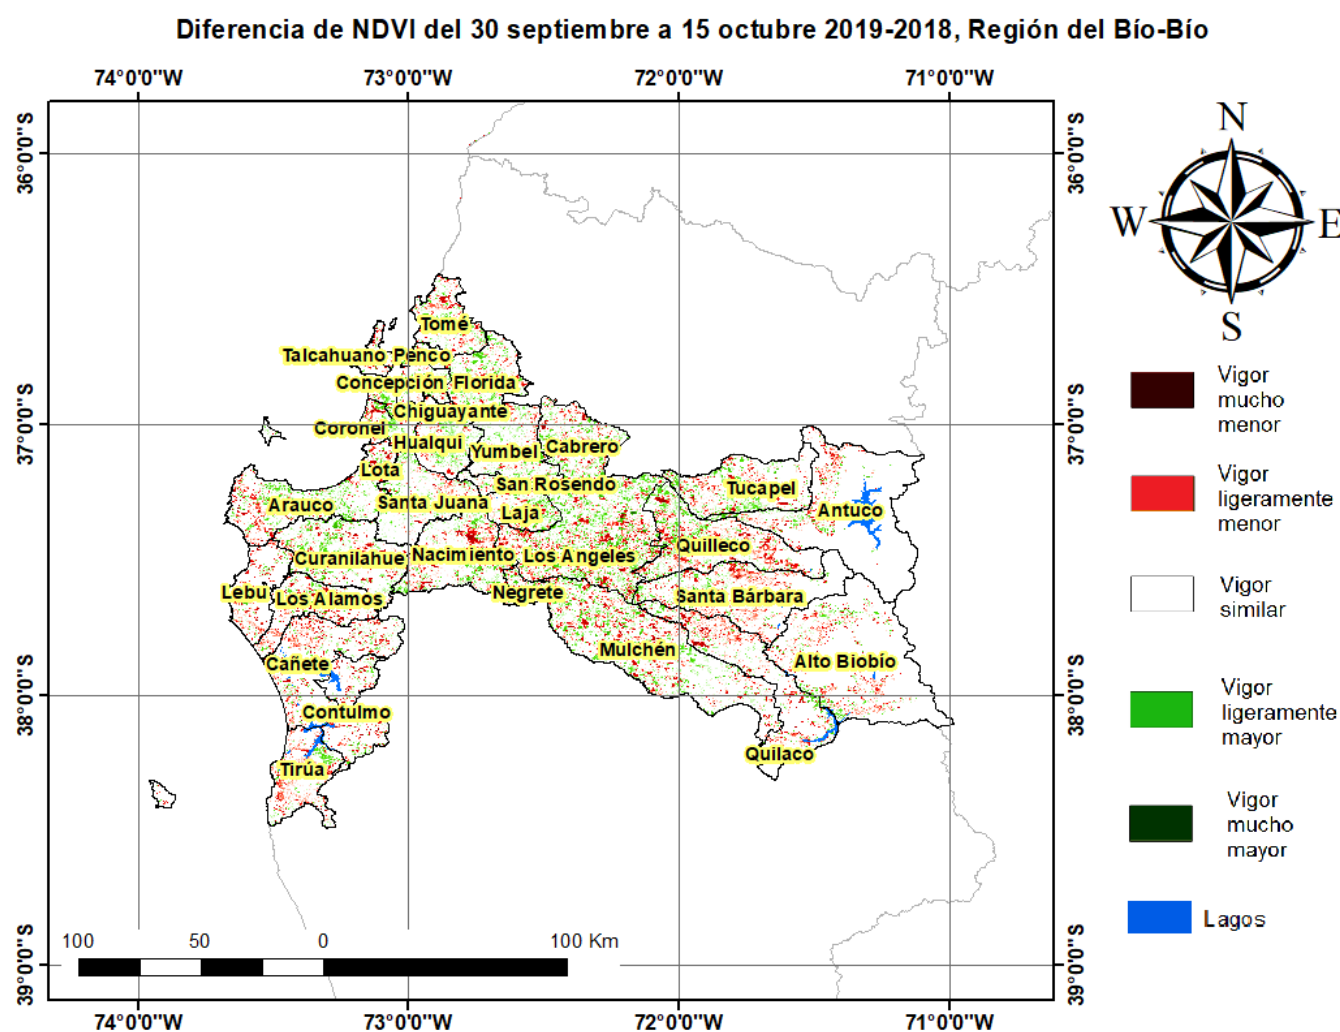 Diferencia de NDVI del 30 septiembre a 15 octubre 2019-2018, Región del Bío-Bío
74°0'0"W 73°0'0"W 72°0'0"W 71°0'0"W
36°0'0"S 36°0'0"S
37°0'0"S 37°0'0"S
38°0'0"S 38°0'0"S
39°0'0"S 39°0'0"S
Tomé
Talcahuano Penco
Concepción Florida
Chiguayante
Coronel
Hualqui
Yumbel
Cabrero
Lota
San Rosendo
Tucapel
Arauco
Santa Juana
Laja
Antuco
Curanilahue
Nacimiento
Los Angeles
Quilleco
Lebu
Los Alamos
Negrete
Santa Bárbara
Mulchén
Cañete
Alto Biobío
Contulmo
Quilaco
Tirúa
100 50 0 100 Km
74°0'0"W 73°0'0"W 72°0'0"W 71°0'0"W
N
W E
S
Vigor
mucho
menor
Vigor
ligeramente
menor
Vigor
similar
Vigor
ligeramente
mayor
Vigor
mucho
mayor
Lagos